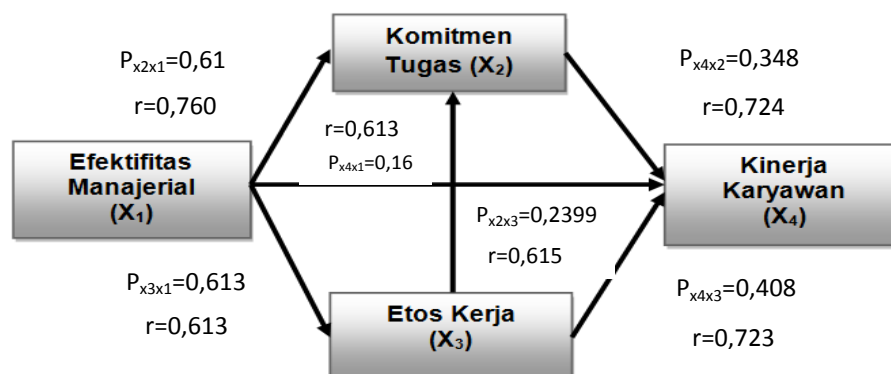 Komitmen
Tugas (X₂)
Pₓ₂ₓ₁=0,61
r=0,760
Pₓ₄ₓ₂=0,348
r=0,724
r=0,613
Pₓ₄ₓ₁=0,16
Efektifitas
Manajerial
(X₁)
Kinerja
Karyawan
(X₄)
Pₓ₂ₓ₃=0,2399
r=0,615
Pₓ₃ₓ₁=0,613
r=0,613
Etos Kerja
(X₃)
Pₓ₄ₓ₃=0,408
r=0,723